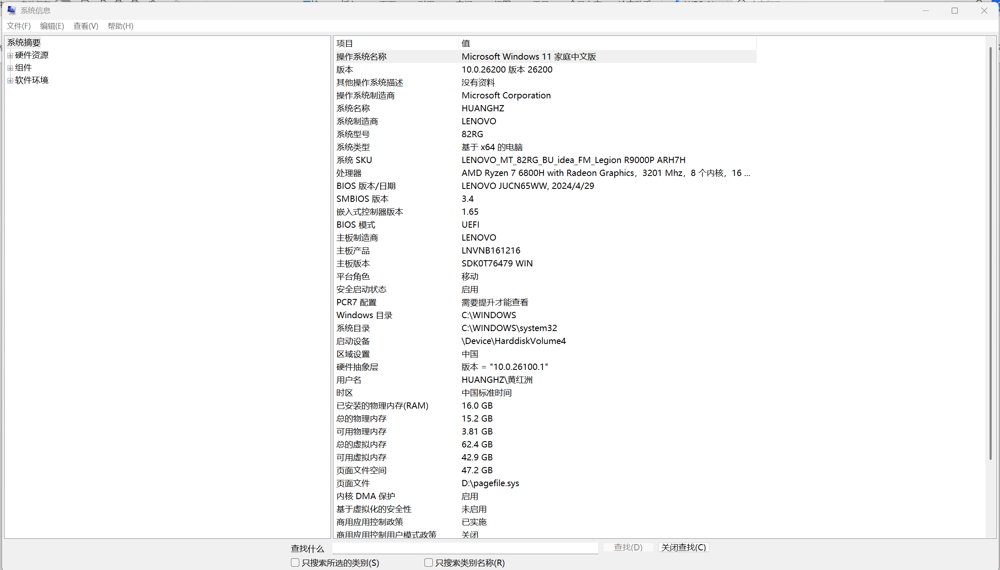 系统信息
文件(F) 编辑(E) 查看(V) 帮助(H)
系统摘要
硬件资源
组件
软件环境
项目 值
操作系统名称 Microsoft Windows 11 家庭中文版
版本 10.0.26200 版本 26200
其他操作系统描述 没有资料
操作系统制造商 Microsoft Corporation
系统名称 HUANGHZ
系统制造商 LENOVO
系统型号 82RG
系统类型 基于 x64 的电脑
系统 SKU LENOVO_MT_82RG_BU_idea_FM_Legion R9000P ARH7H
处理器 AMD Ryzen 7 6800H with Radeon Graphics，3201 Mhz，8 个内核，16 ...
BIOS 版本/日期 LENOVO JUCN65WW, 2024/4/29
SMBIOS 版本 3.4
嵌入式控制器版本 1.65
BIOS 模式 UEFI
主板制造商 LENOVO
主板产品 LNVNB161216
主板版本 SDK0T76479 WIN
平台角色 移动
安全启动状态 启用
PCR7 配置 需要提升才能查看
Windows 目录 C:\WINDOWS
系统目录 C:\WINDOWS\system32
启动设备 \Device\HarddiskVolume4
区域设置 中国
硬件抽象层 版本 = "10.0.26100.1"
用户名 HUANGHZ\黄红洲
时区 中国标准时间
已安装的物理内存(RAM) 16.0 GB
总的物理内存 15.2 GB
可用物理内存 3.81 GB
总的虚拟内存 62.4 GB
可用虚拟内存 42.9 GB
页面文件空间 47.2 GB
页面文件 D:\pagefile.sys
内核 DMA 保护 启用
基于虚拟化的安全性 未启用
商用应用控制政策 已实施
商用应用控制用户模式政策 关闭
查找什么 查找(D) 关闭查找(C)
只搜索所选的类别(S) 只搜索类别名称(R)